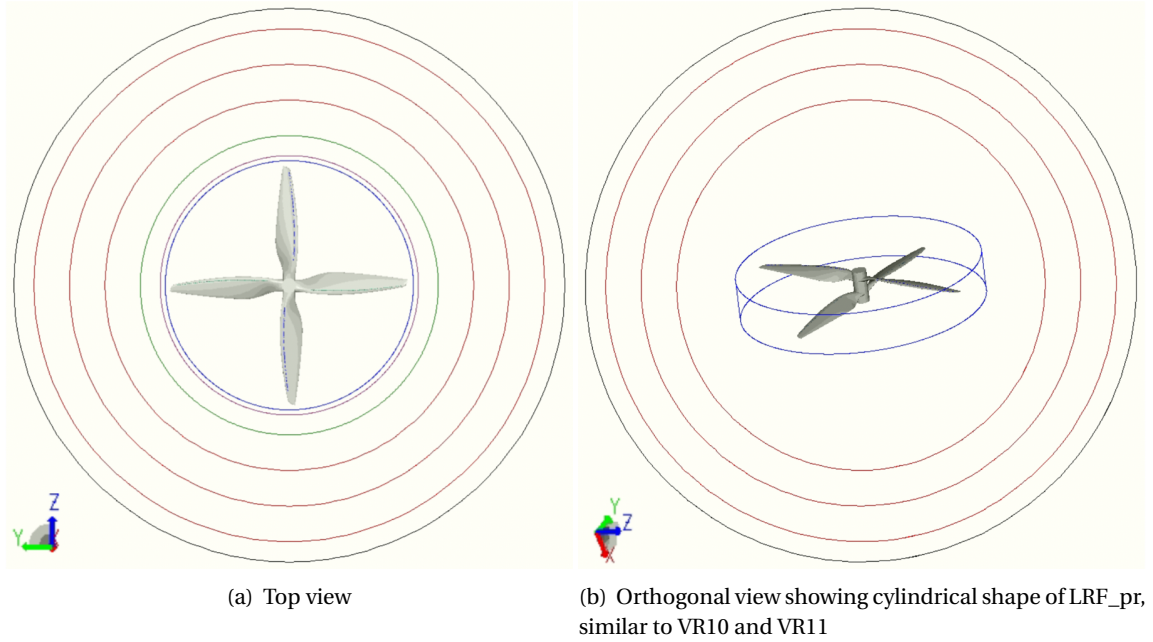 Z
Y
X
Y
Z
X
(a) Top view
(b) Orthogonal view showing cylindrical shape of LRF_pr,
similar to VR10 and VR11